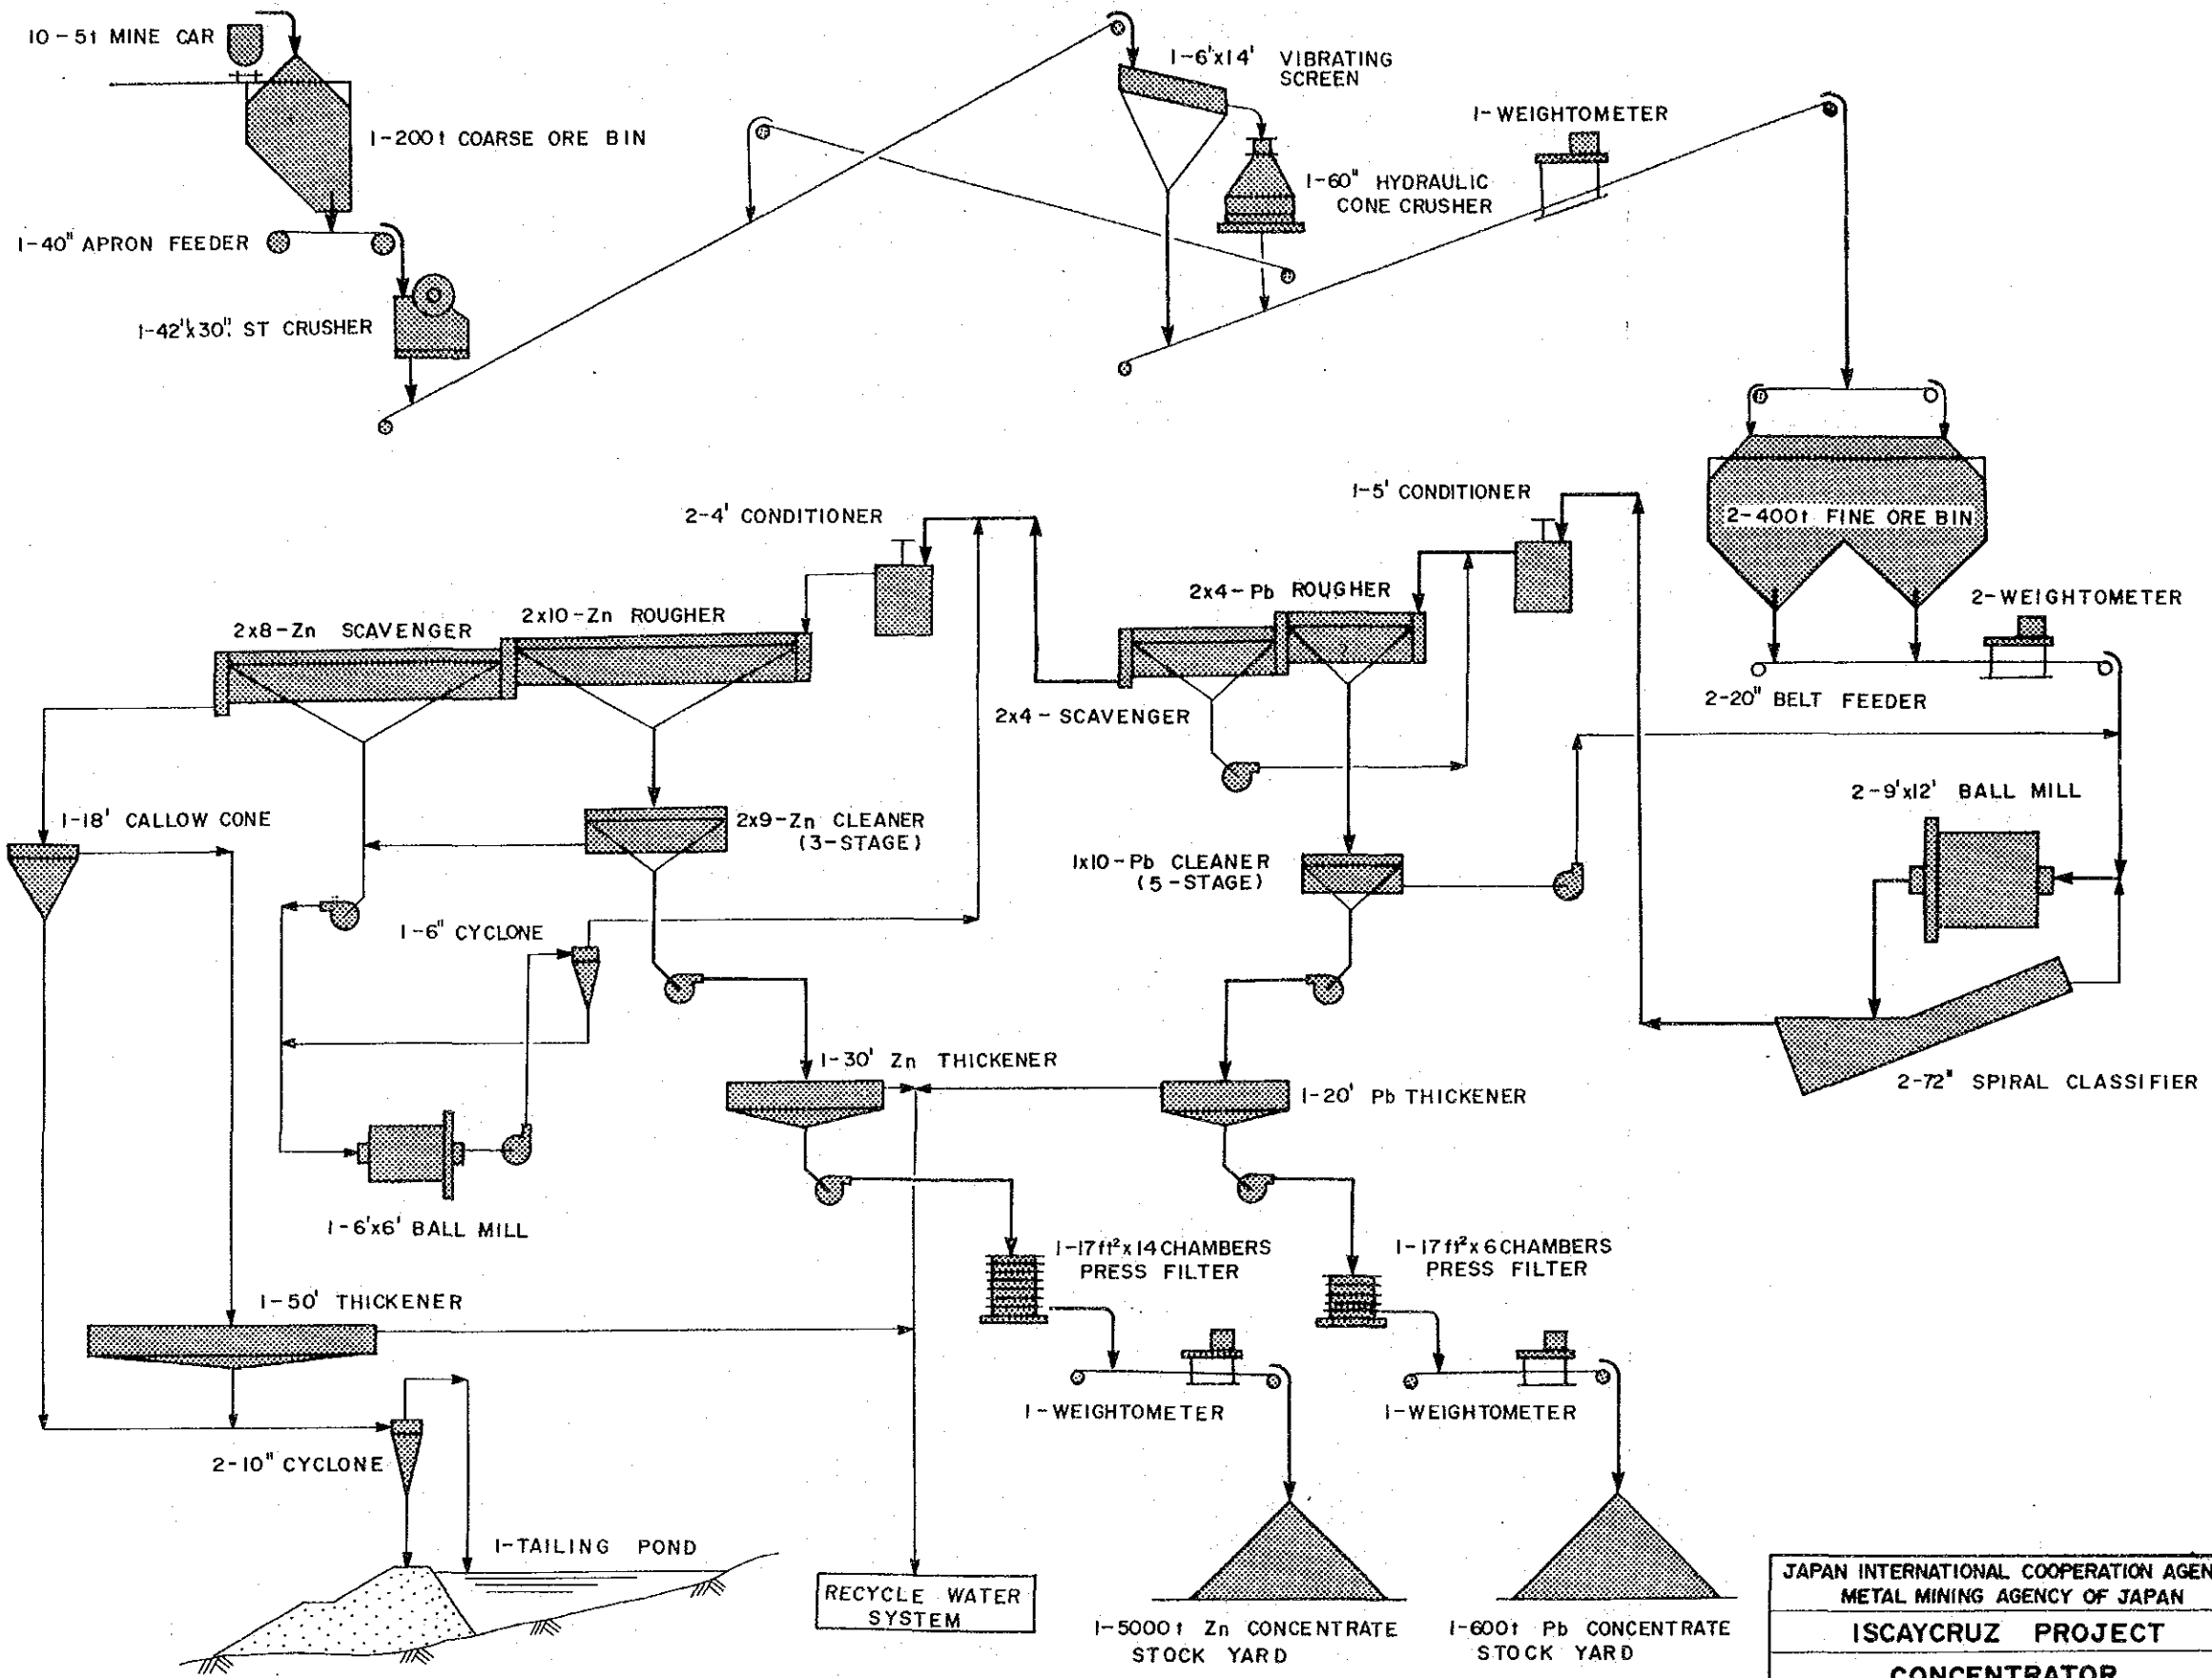 10-5t MINE CAR
1-200t COARSE ORE BIN
1-40" APRON FEEDER
1-42"x30" ST CRUSHER
1-6'x14' VIBRATING
SCREEN
1-60" HYDRAULIC
CONE CRUSHER
1-WEIGHTOMETER
2-400t FINE ORE BIN
2-WEIGHTOMETER
2-20" BELT FEEDER
2-9'x12' BALL MILL
2-72" SPIRAL CLASSIFIER
1-5' CONDITIONER
2x4-Pb ROUGHER
2x4-SCAVENGER
1x10-Pb CLEANER
(5-STAGE)
2-4' CONDITIONER
2x10-Zn ROUGHER
2x8-Zn SCAVENGER
2x9-Zn CLEANER
(3-STAGE)
1-18' CALLOW CONE
1-6" CYCLONE
1-6'x6' BALL MILL
1-30' Zn THICKENER
1-20' Pb THICKENER
1-17ft²x14 CHAMBERS
PRESS FILTER
1-17ft²x6 CHAMBERS
PRESS FILTER
1-50' THICKENER
1-WEIGHTOMETER
1-WEIGHTOMETER
2-10" CYCLONE
1-TAILING POND
RECYCLE WATER
SYSTEM
1-5000t Zn CONCENTRATE
STOCK YARD
1-600t Pb CONCENTRATE
STOCK YARD
JAPAN INTERNATIONAL COOPERATION AGEN
METAL MINING AGENCY OF JAPAN
ISCAYCRUZ PROJECT
CONCENTRATOR